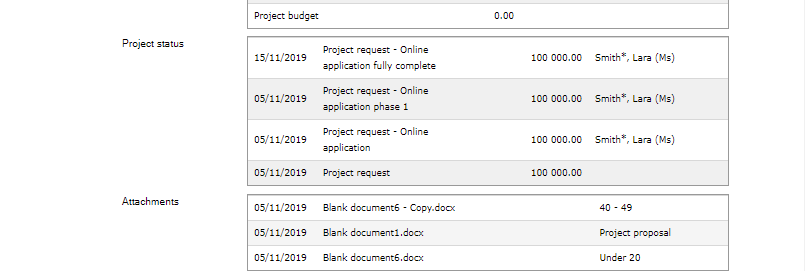 Project budget 0.00
Project status
15/11/2019 Project request - Online 100 000.00 Smith*, Lara (Ms)
application fully complete
05/11/2019 Project request - Online 100 000.00 Smith*, Lara (Ms)
application phase 1
05/11/2019 Project request - Online 100 000.00 Smith*, Lara (Ms)
application
05/11/2019 Project request 100 000.00
Attachments
05/11/2019 Blank document6 - Copy.docx 40 - 49
05/11/2019 Blank document1.docx Project proposal
05/11/2019 Blank document6.docx Under 20